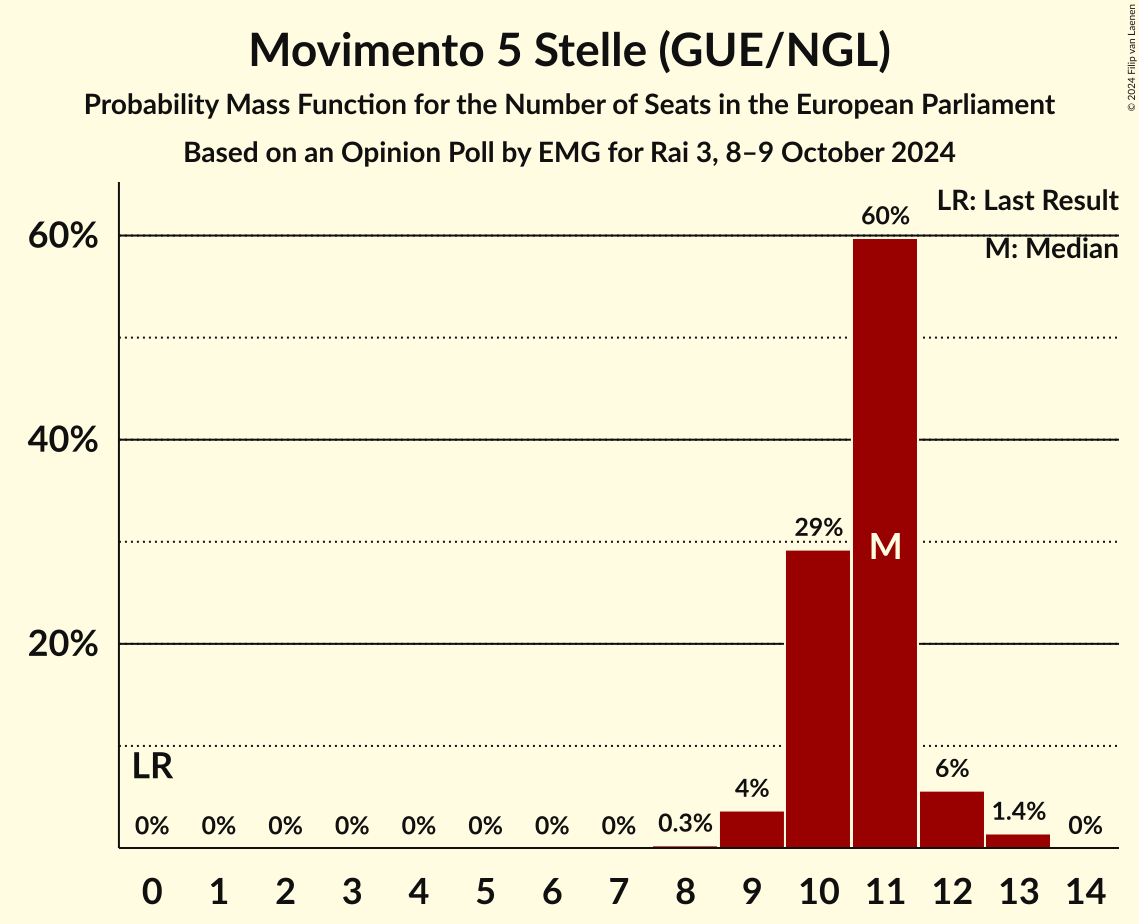 Movimento 5 Stelle (GUE/NGL)
Probability Mass Function for the Number of Seats in the European Parliament
Based on an Opinion Poll by EMG for Rai 3, 8–9 October 2024
© 2024 Filip van Laenen
LR: Last Result
M: Median
60%
40%
20%
LR
0% 0% 0% 0% 0% 0% 0% 0% 0.3% 4% 29% 60% 6% 1.4% 0%
M
0 1 2 3 4 5 6 7 8 9 10 11 12 13 14